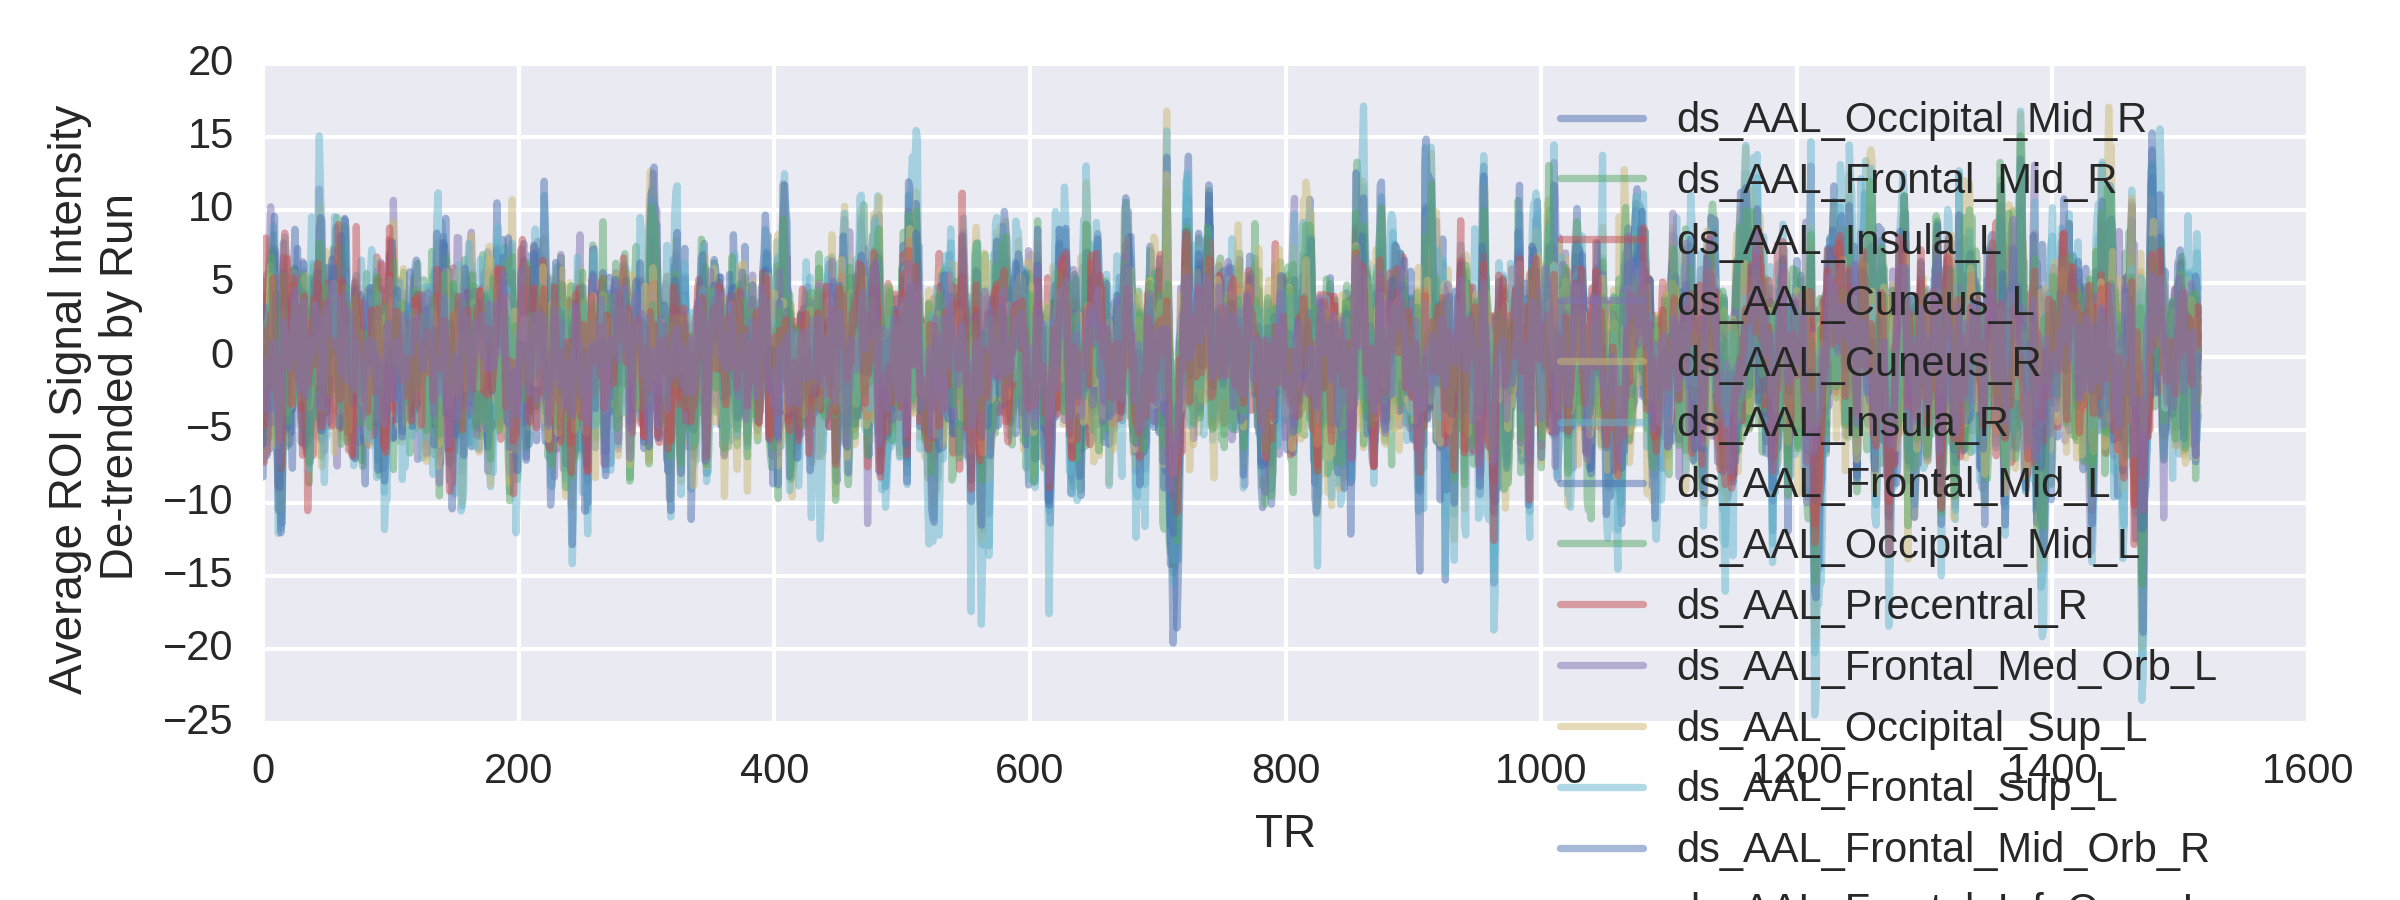 Average ROI Signal Intensity
De-trended by Run
20
15
10
5
0
−5
−10
−15
−20
−25
0
200
400
600
800
1000
1200
1400
1600
TR
ds_AAL_Occipital_Mid_R
ds_AAL_Frontal_Mid_R
ds_AAL_Insula_L
ds_AAL_Cuneus_L
ds_AAL_Cuneus_R
ds_AAL_Insula_R
ds_AAL_Frontal_Mid_L
ds_AAL_Occipital_Mid_L
ds_AAL_Precentral_R
ds_AAL_Frontal_Med_Orb_L
ds_AAL_Occipital_Sup_L
ds_AAL_Frontal_Sup_L
ds_AAL_Frontal_Mid_Orb_R